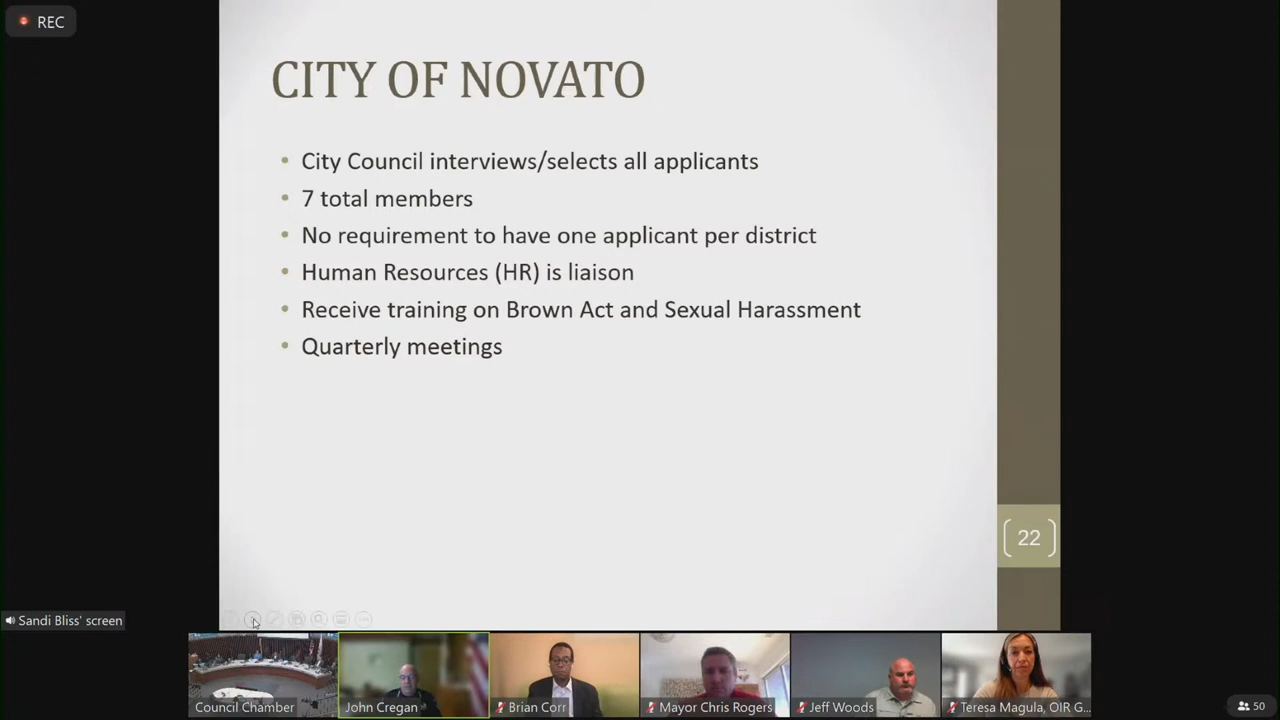 REC
CITY OF NOVATO
• City Council interviews/selects all applicants
• 7 total members
• No requirement to have one applicant per district
• Human Resources (HR) is liaison
• Receive training on Brown Act and Sexual Harassment
• Quarterly meetings
22
Sandi Bliss' screen
Council Chamber
John Cregan
Brian Corr
Mayor Chris Rogers
Jeff Woods
Teresa Magula, OIR G...
50